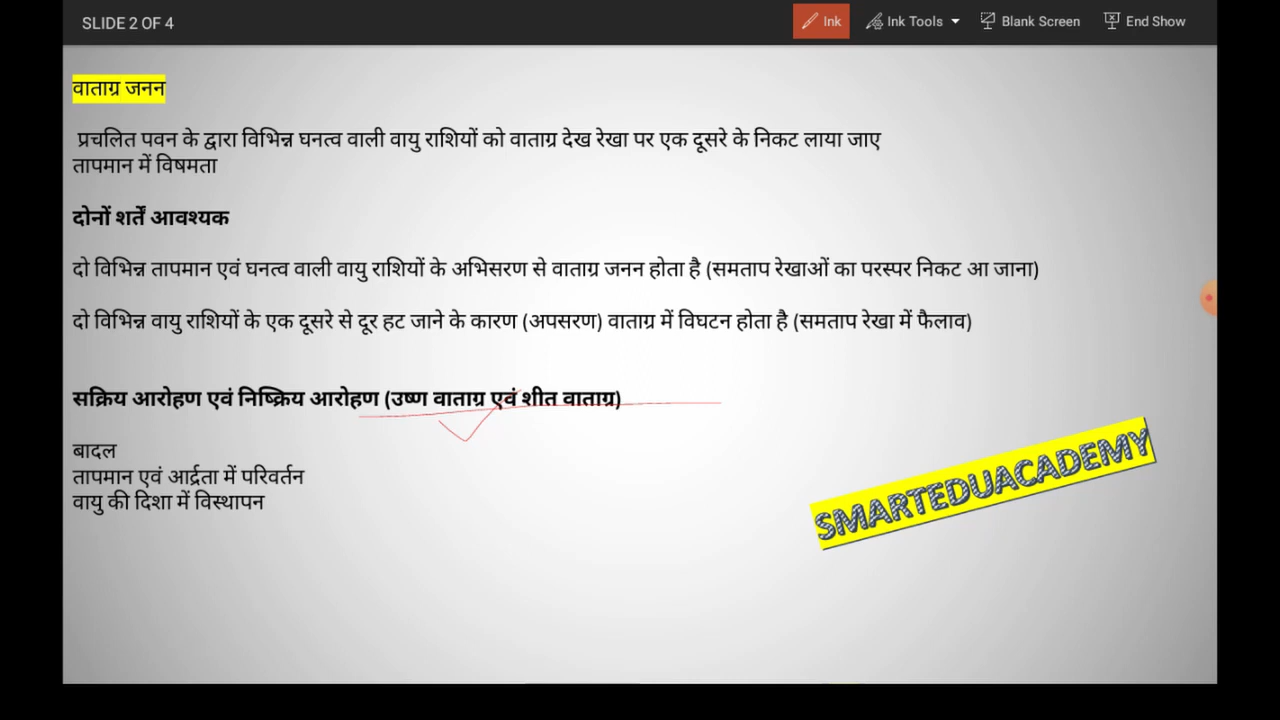 SLIDE 2 OF 4
Ink
Ink Tools
Blank Screen
End Show
वाताग्र जनन
प्रचलित पवन के द्वारा विभिन्न घनत्व वाली वायु राशियों को वाताग्र देख रेखा पर एक दूसरे के निकट लाया जाए
तापमान में विषमता
दोनों शर्तें आवश्यक
दो विभिन्न तापमान एवं घनत्व वाली वायु राशियों के अभिसरण से वाताग्र जनन होता है (समताप रेखाओं का परस्पर निकट आ जाना)
दो विभिन्न वायु राशियों के एक दूसरे से दूर हट जाने के कारण (अपसरण) वाताग्र में विघटन होता है (समताप रेखा में फैलाव)
सक्रिय आरोहण एवं निष्क्रिय आरोहण (उष्ण वाताग्र एवं शीत वाताग्र)
बादल
तापमान एवं आर्द्रता में परिवर्तन
वायु की दिशा में विस्थापन
SMARTEDUACADEMY